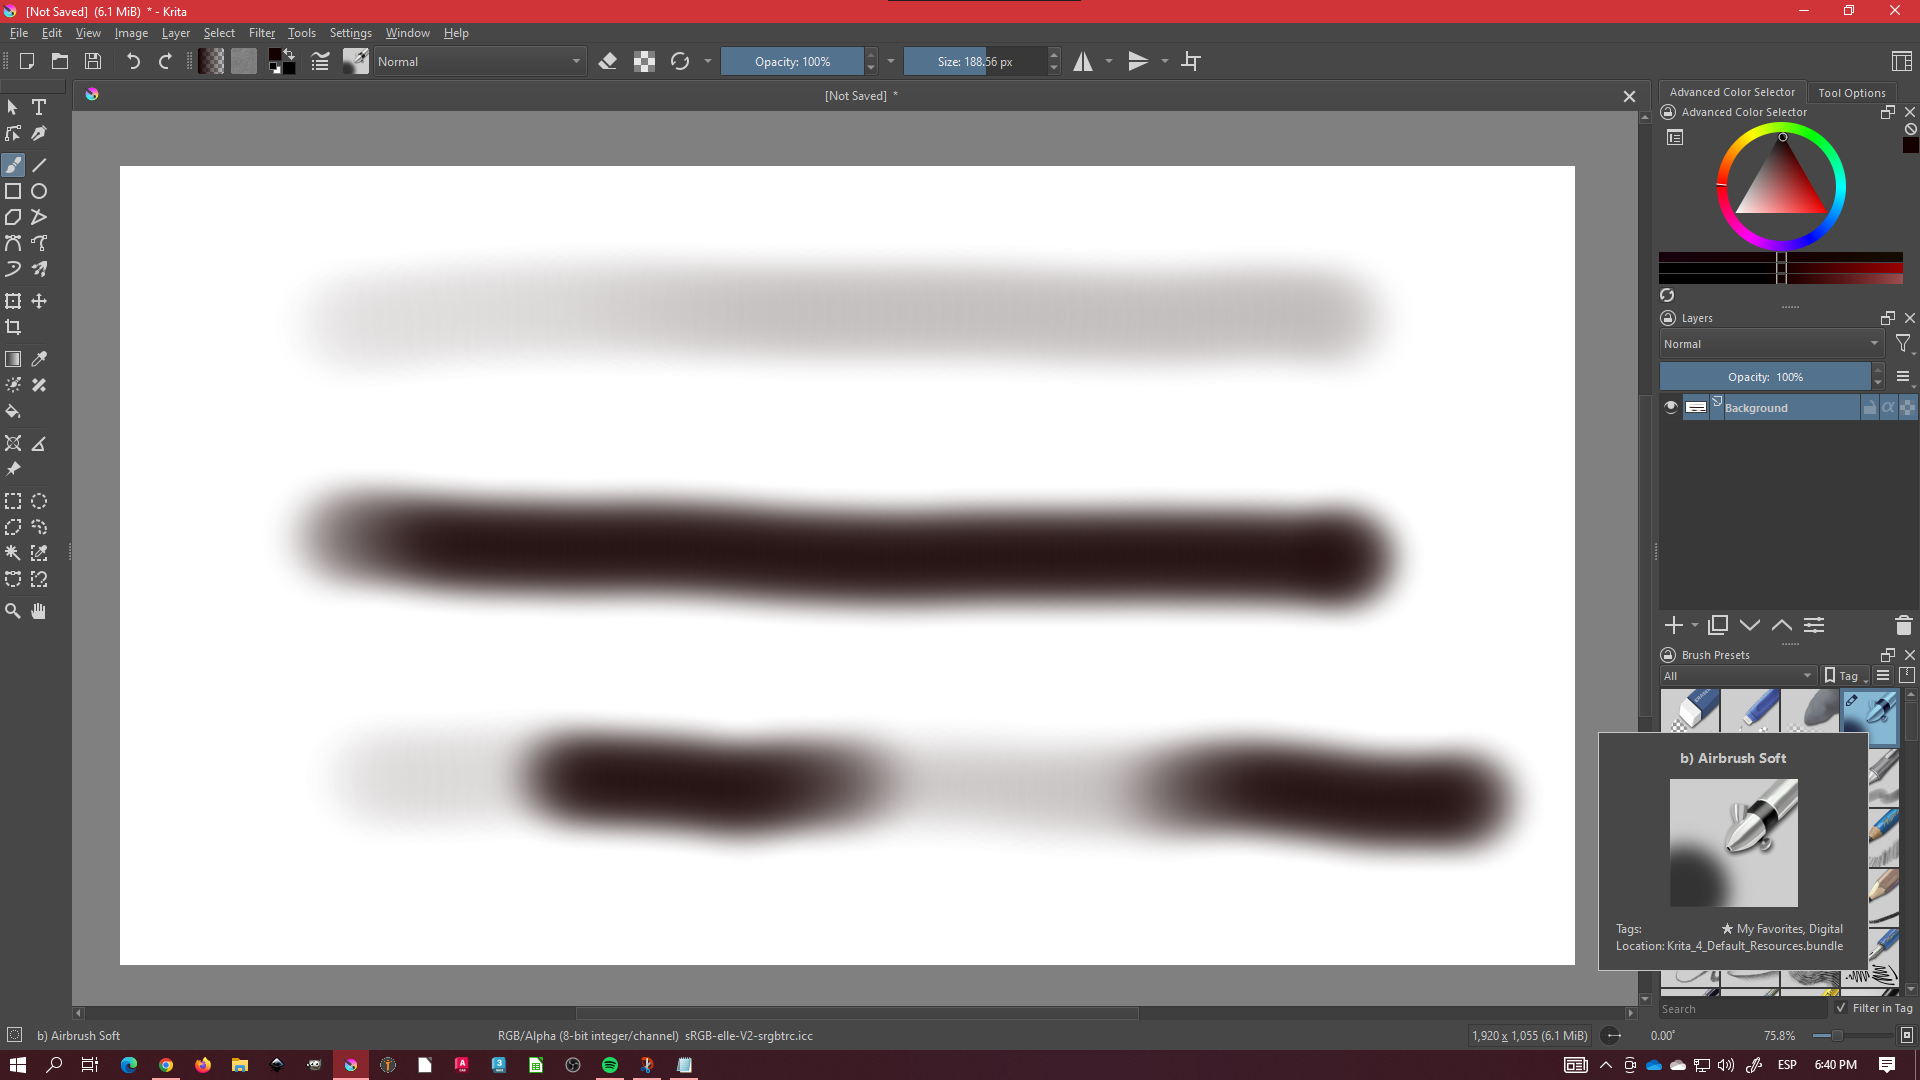 [Not Saved]  (6.1 MiB)  * - Krita
File Edit View Image Layer Select Filter Tools Settings Window Help
Normal
Opacity: 100%
Size: 188.56 px
[Not Saved]  *
Advanced Color Selector
Tool Options
Advanced Color Selector
Layers
Normal
Opacity:  100%
Background
Brush Presets
All
Tag
b) Airbrush Soft
Tags: ★ My Favorites, Digital
Location: Krita_4_Default_Resources.bundle
Search
Filter in Tag
b) Airbrush Soft
RGB/Alpha (8-bit integer/channel)  sRGB-elle-V2-srgbtrc.icc
1,920 x 1,055 (6.1 MiB)
0.00°
75.8%
ESP
6:40 PM